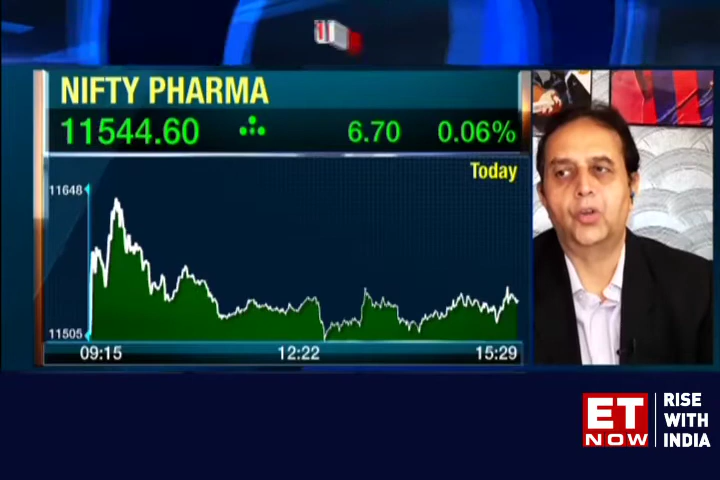 NIFTY PHARMA
11544.60 6.70 0.06%
Today
11648
11505
09:15 12:22 15:29
ET
NOW
RISE
WITH
INDIA